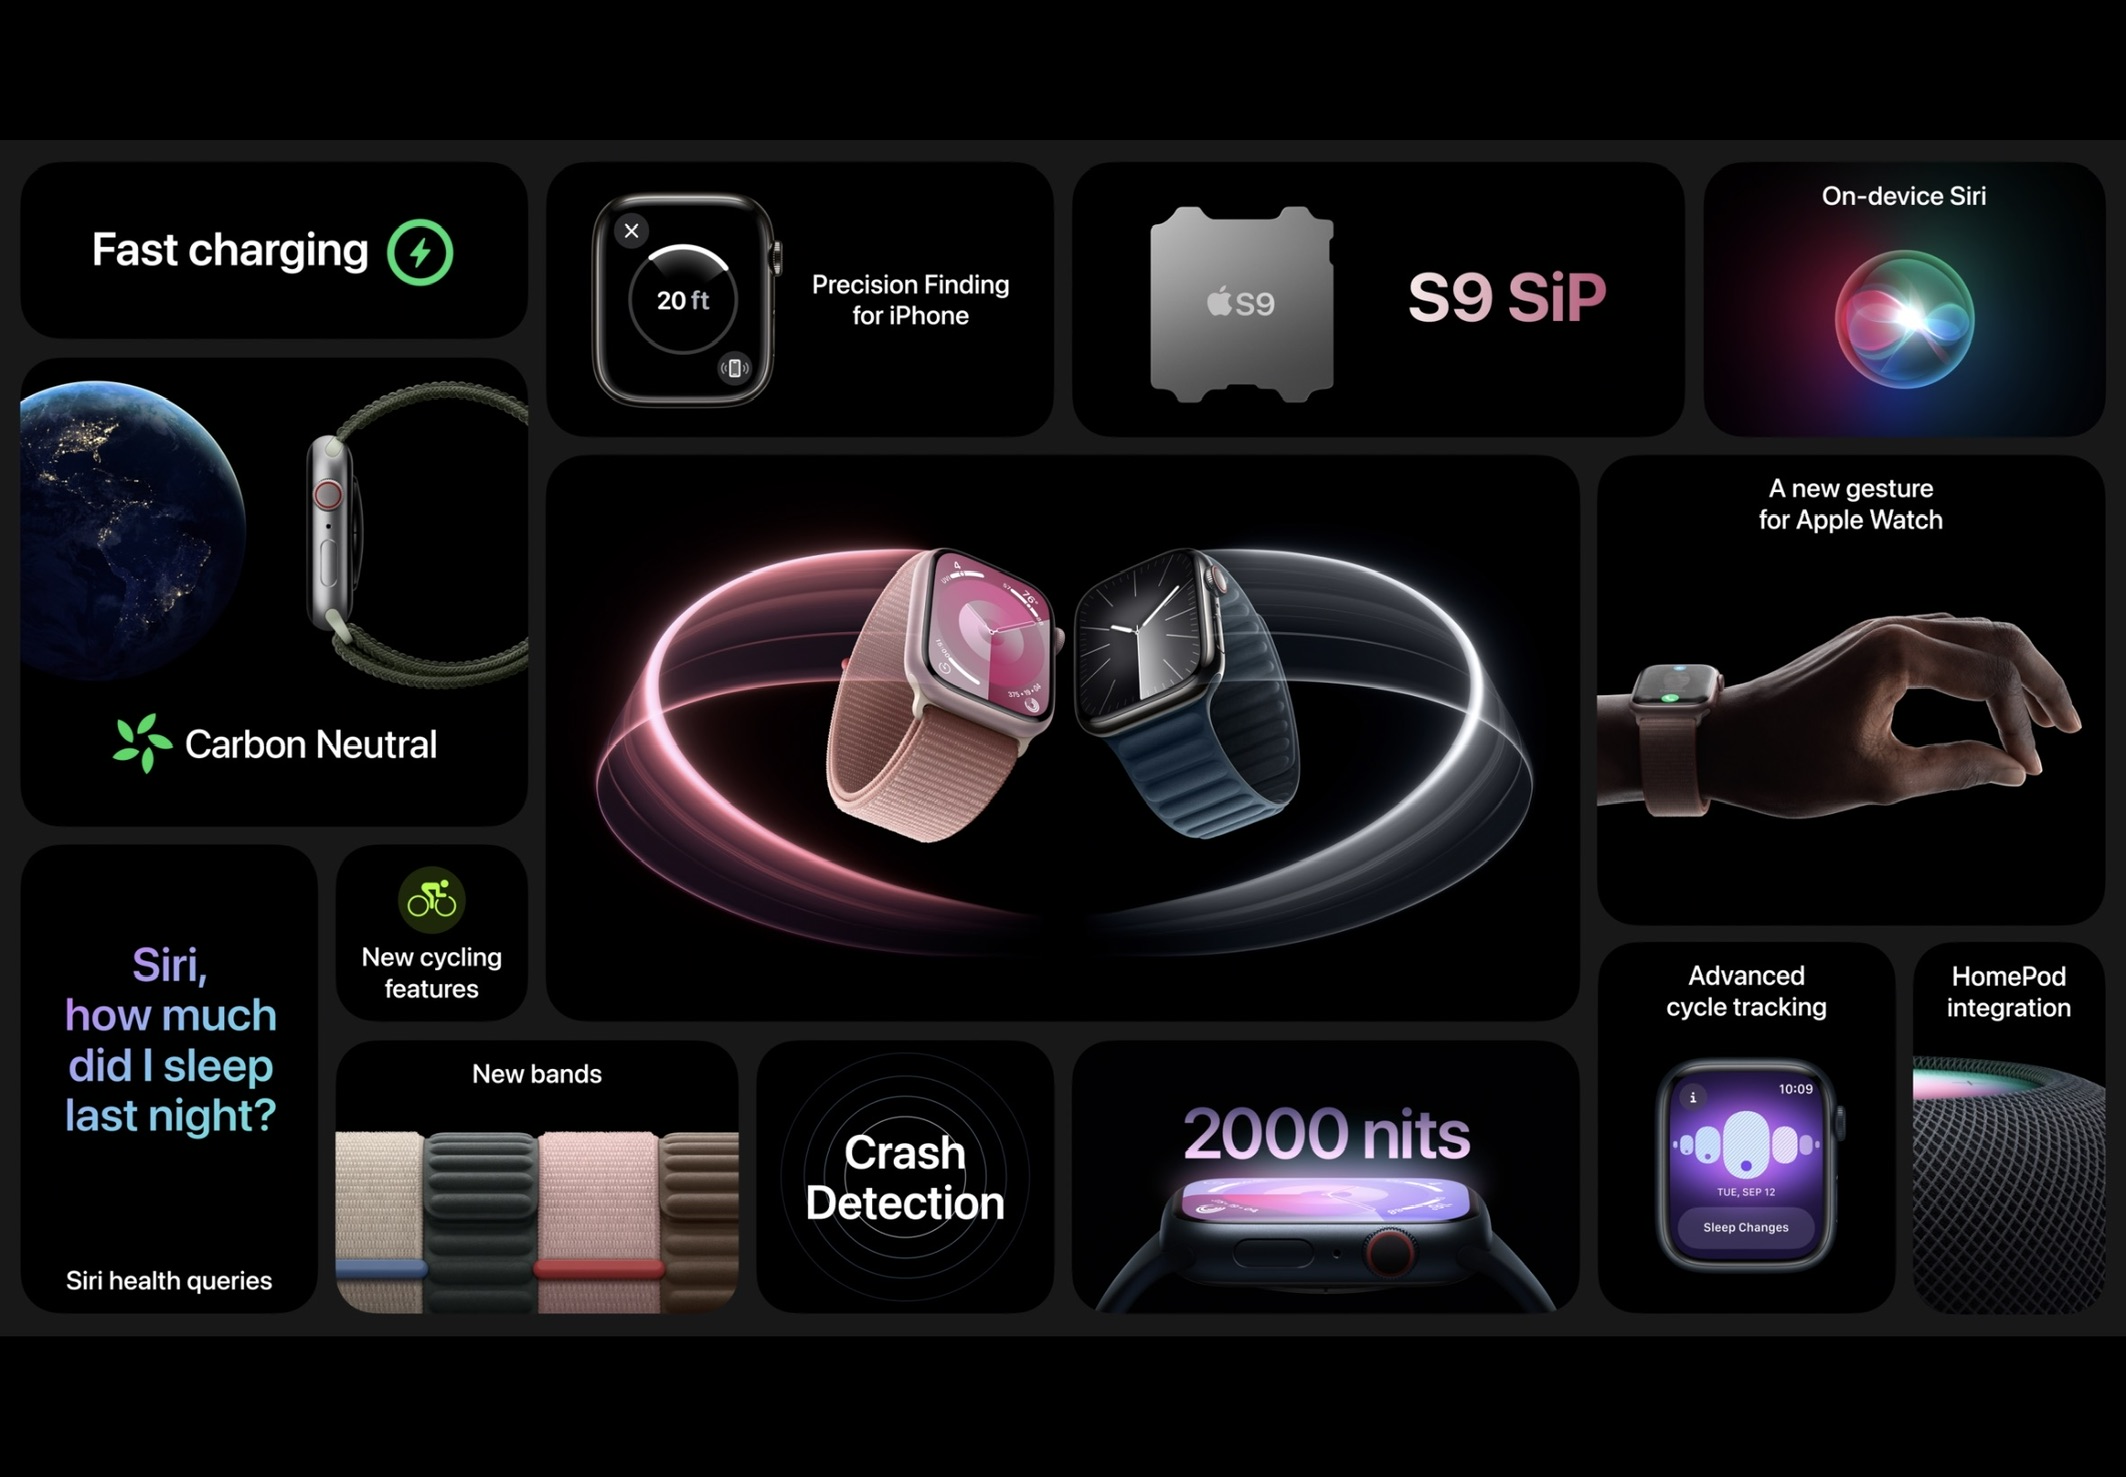 Fast charging
20 ft
Precision Finding
for iPhone
S9
S9 SiP
On-device Siri
Carbon Neutral
A new gesture
for Apple Watch
Siri,
how much
did I sleep
last night?
Siri health queries
New cycling
features
New bands
Crash
Detection
2000 nits
Advanced
cycle tracking
i
10:09
TUE, SEP 12
Sleep Changes
HomePod
integration